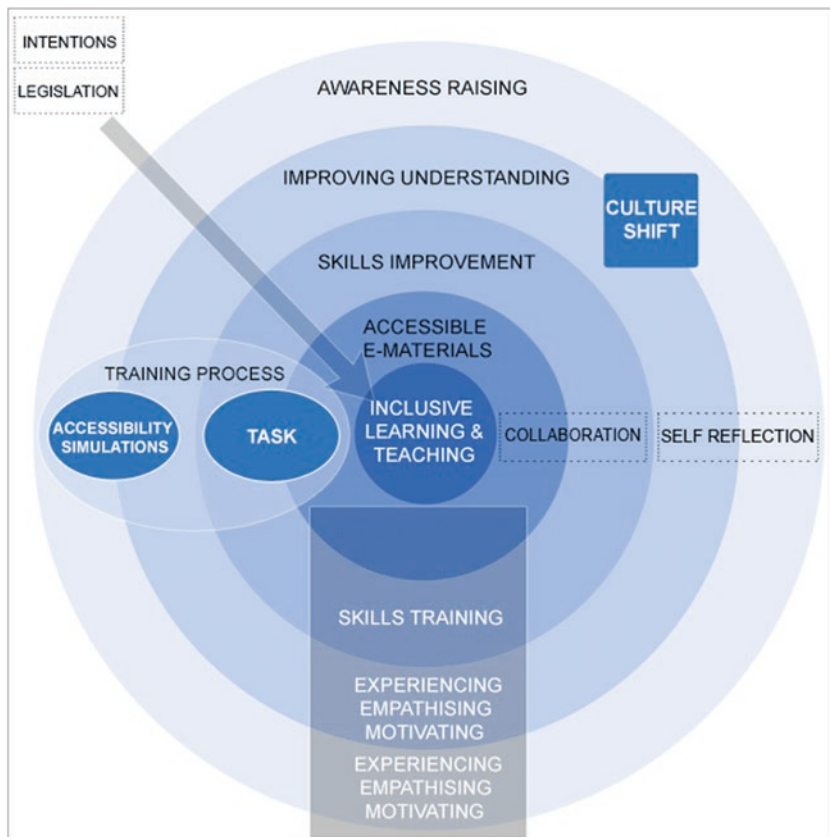 INTENTIONS
LEGISLATION
AWARENESS RAISING
IMPROVING UNDERSTANDING
CULTURE
SHIFT
SKILLS IMPROVEMENT
ACCESSIBLE
E-MATERIALS
TRAINING PROCESS
ACCESSIBILITY
SIMULATIONS
TASK
INCLUSIVE
LEARNING &
TEACHING
COLLABORATION
SELF REFLECTION
SKILLS TRAINING
EXPERIENCING
EMPATHISING
MOTIVATING
EXPERIENCING
EMPATHISING
MOTIVATING